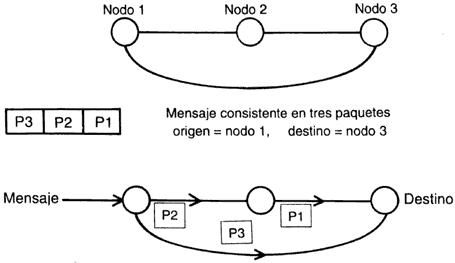 Nodo 1 Nodo 2 Nodo 3
P3 P2 P1
Mensaje consistente en tres paquetes
origen = nodo 1, destino = nodo 3
Mensaje Destino
P2 P1
P3